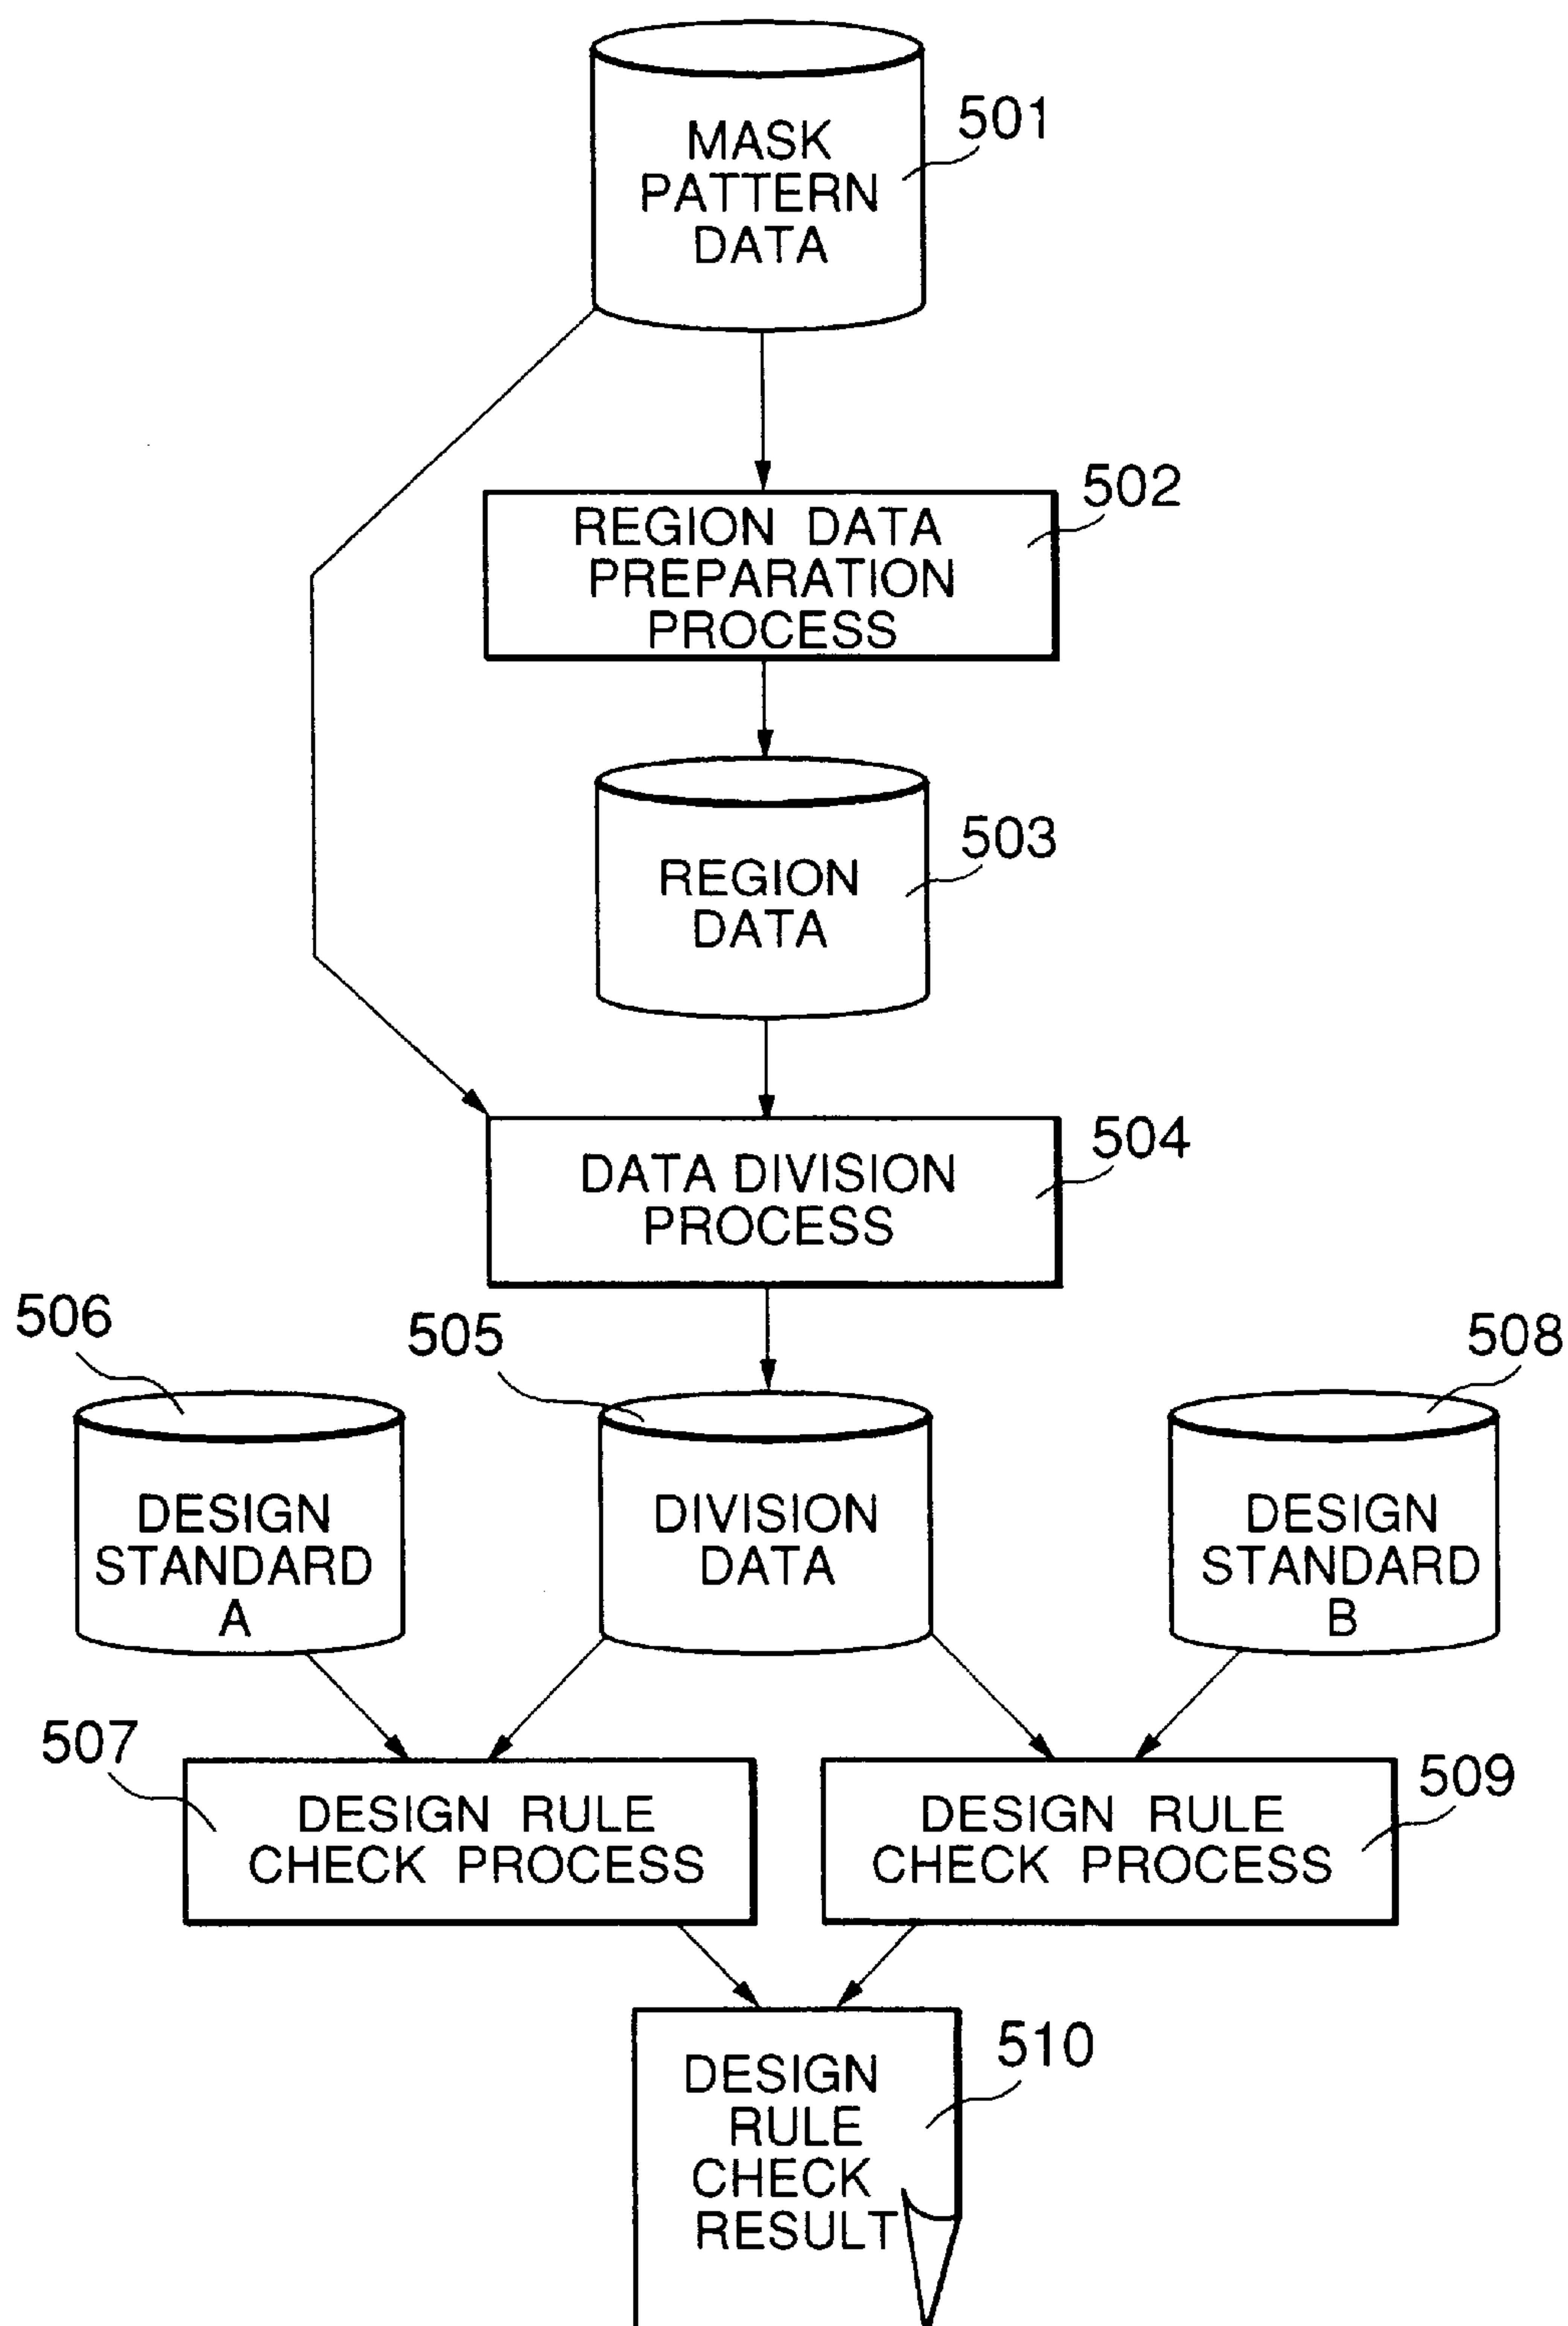 501
MASK
PATTERN
DATA
502
REGION DATA
PREPARATION
PROCESS
503
REGION
DATA
504
DATA DIVISION
PROCESS
506
505
508
DESIGN
STANDARD
A
DIVISION
DATA
DESIGN
STANDARD
B
507
DESIGN RULE
CHECK PROCESS
509
DESIGN RULE
CHECK PROCESS
510
DESIGN
RULE
CHECK
RESULT